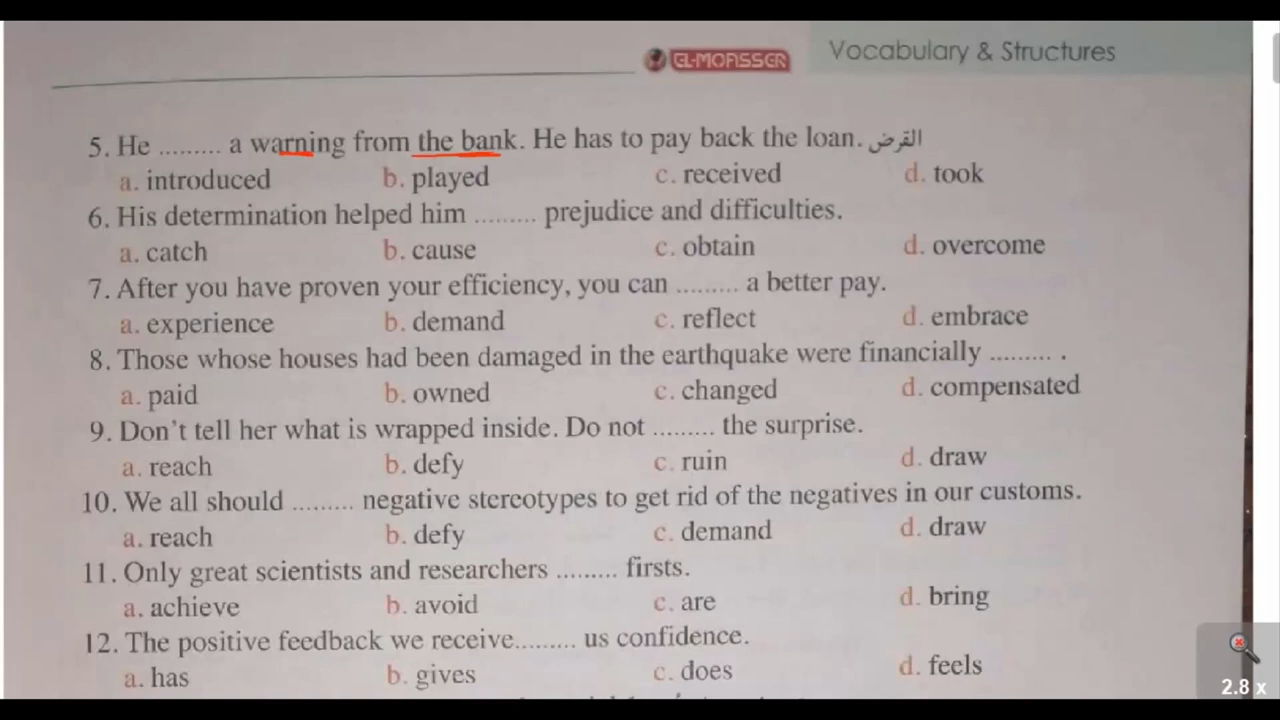 EL-MOASSER Vocabulary & Structures
5. He ......... a warning from the bank. He has to pay back the loan. القرض
a. introduced b. played c. received d. took
6. His determination helped him ......... prejudice and difficulties.
a. catch b. cause c. obtain d. overcome
7. After you have proven your efficiency, you can ......... a better pay.
a. experience b. demand c. reflect d. embrace
8. Those whose houses had been damaged in the earthquake were financially ......... .
a. paid b. owned c. changed d. compensated
9. Don't tell her what is wrapped inside. Do not ......... the surprise.
a. reach b. defy c. ruin d. draw
10. We all should ......... negative stereotypes to get rid of the negatives in our customs.
a. reach b. defy c. demand d. draw
11. Only great scientists and researchers ......... firsts.
a. achieve b. avoid c. are d. bring
12. The positive feedback we receive......... us confidence.
a. has b. gives c. does d. feels
2.8 x